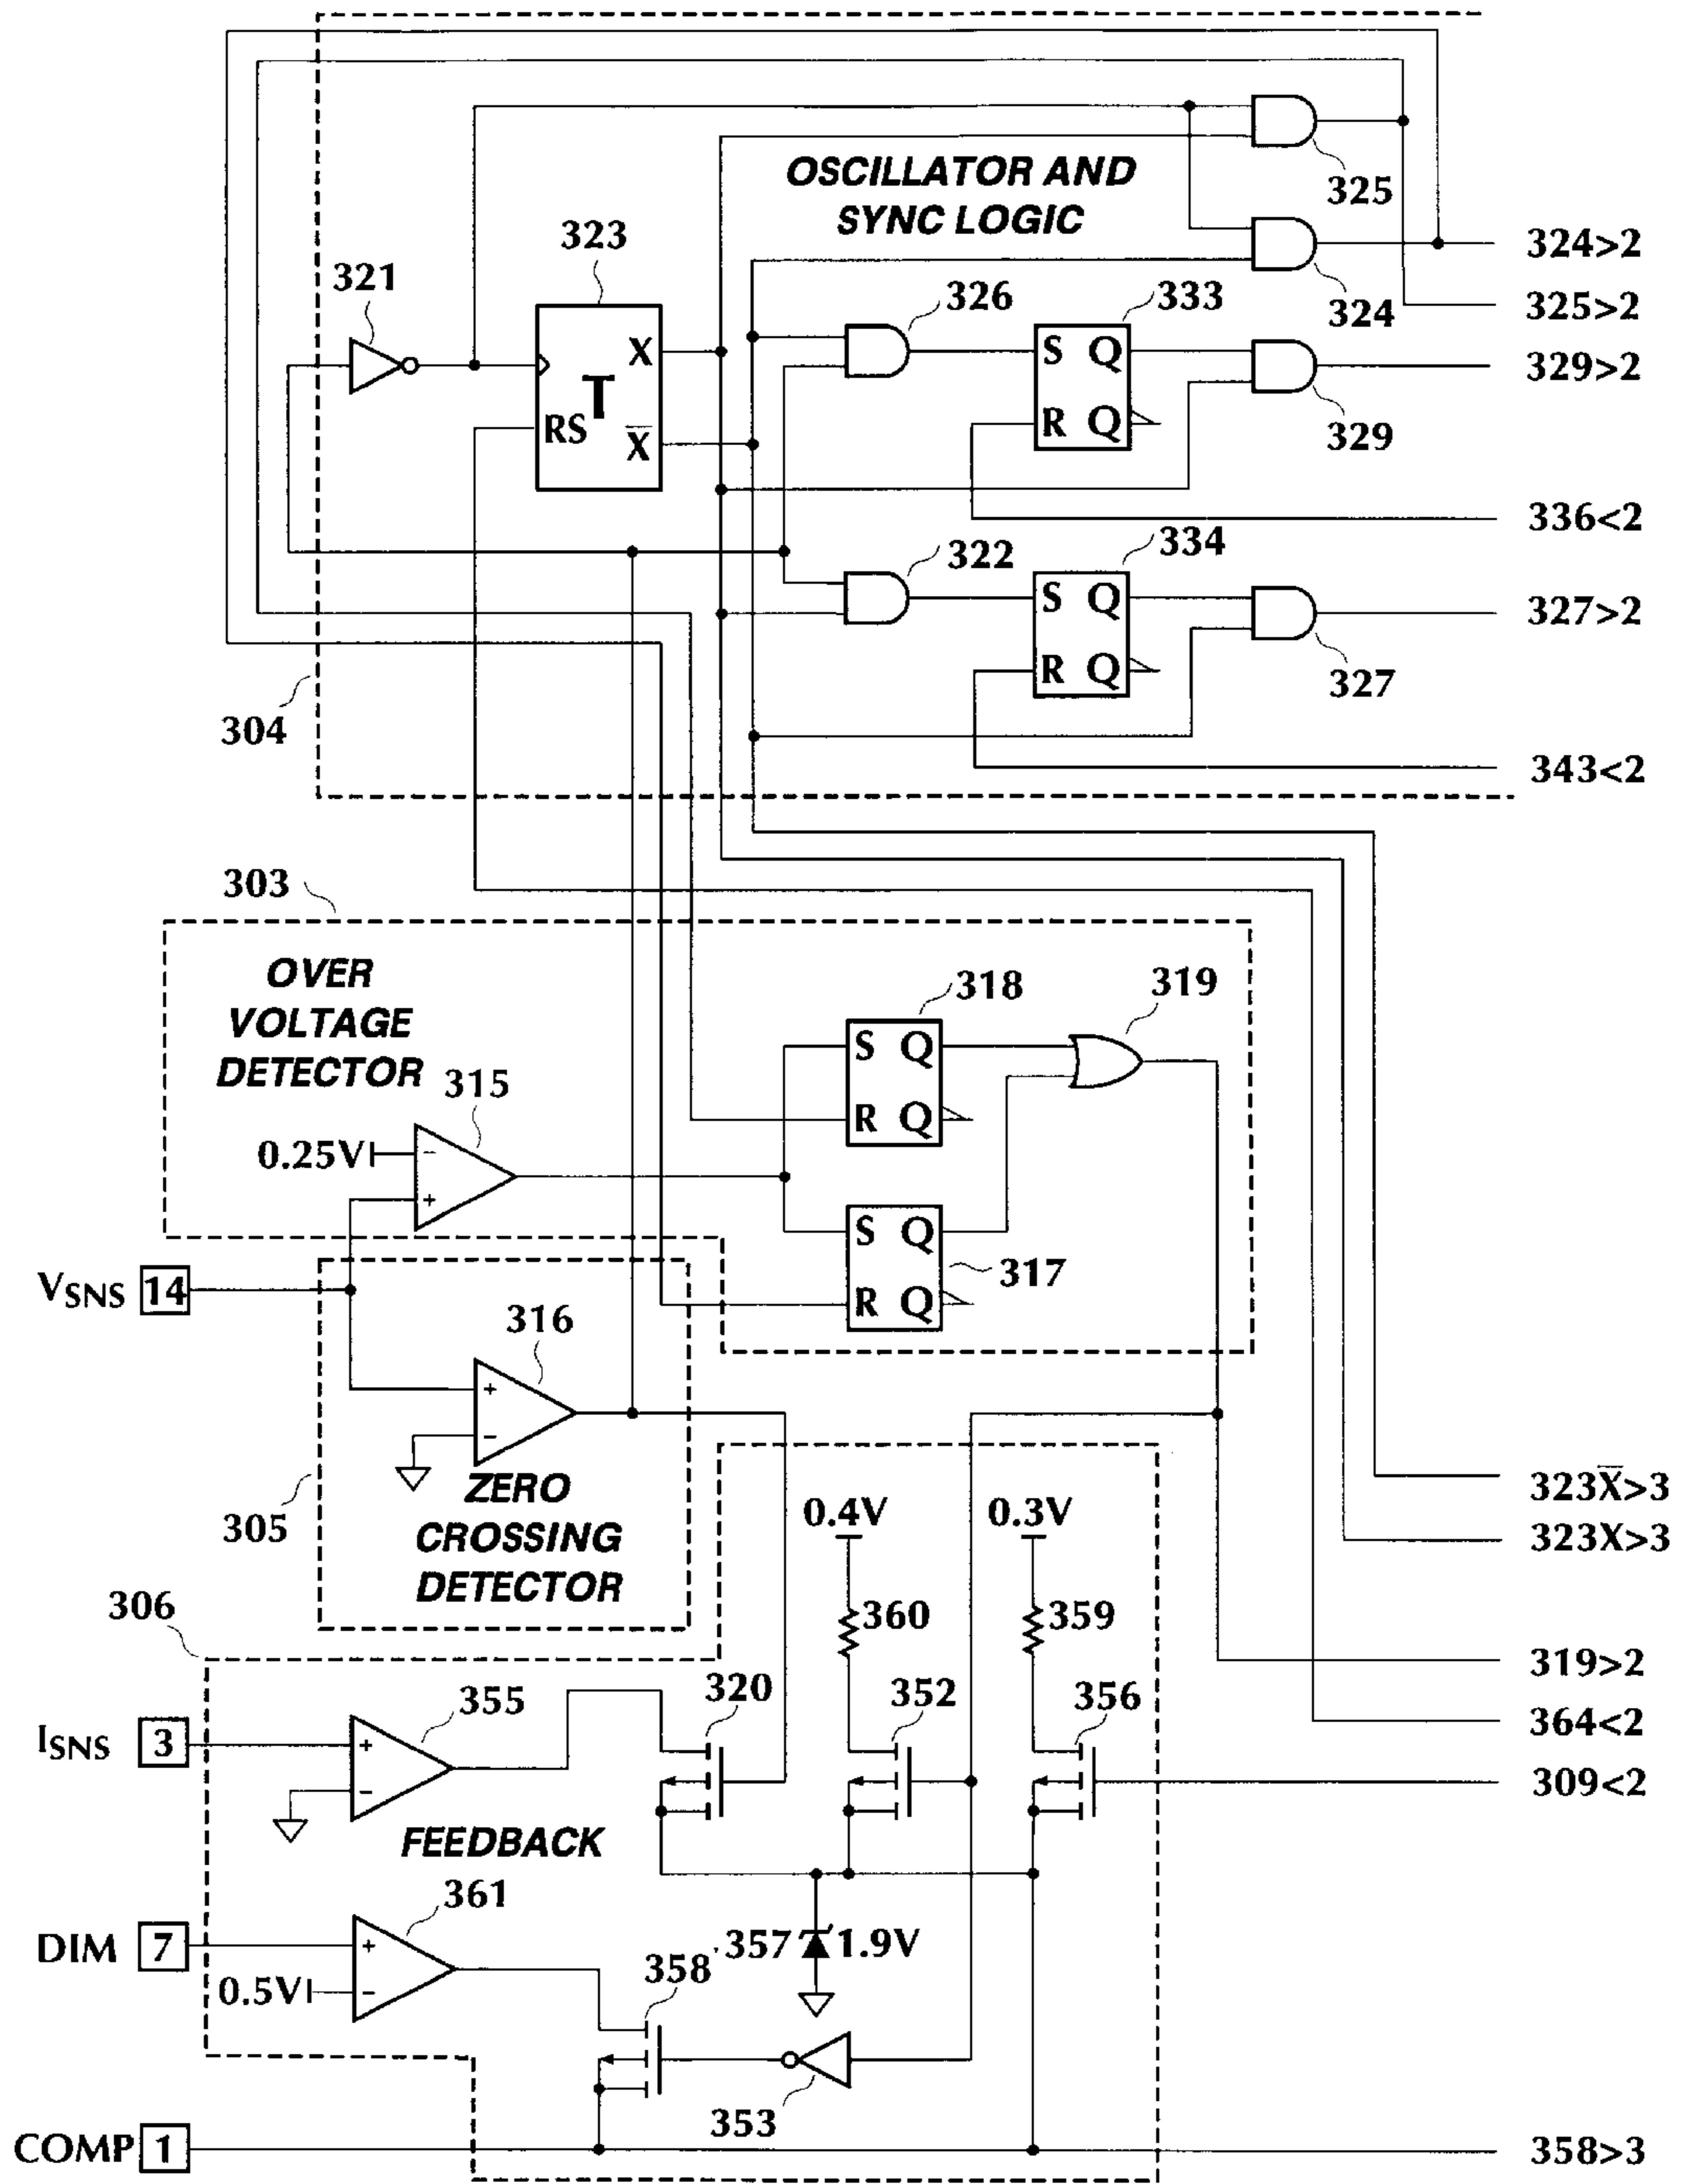 OSCILLATOR AND
SYNC LOGIC
325
324>2
325>2
324
323
321
X
T
RS
X̅
326
333
S Q
R Q
329>2
329
336<2
322
334
S Q
R Q
327>2
327
343<2
304
303
OVER
VOLTAGE
DETECTOR
315
0.25V
−
+
318
S Q
R Q
319
S Q
R Q
317
VSNS 14
316
+
−
ZERO
CROSSING
DETECTOR
305
323X̅>3
323X>3
0.4V
0.3V
306
360
359
319>2
320
352
356
364<2
355
ISNS 3
+
−
309<2
FEEDBACK
361
DIM 7
+
0.5V −
357 1.9V
358
353
COMP 1
358>3